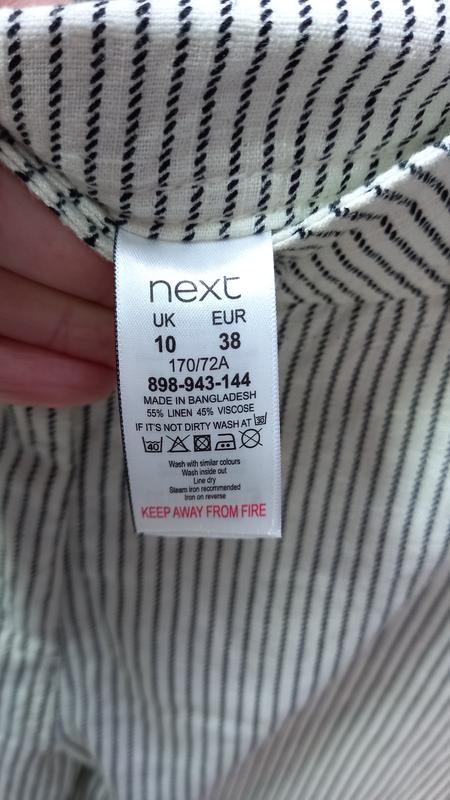 next
UK EUR
10 38
170/72A
898-943-144
MADE IN BANGLADESH
55% LINEN 45% VISCOSE
IF IT'S NOT DIRTY WASH AT 30
40
Wash with similar colours
Wash inside out
Line dry
Steam iron recommended
Iron on reverse
KEEP AWAY FROM FIRE